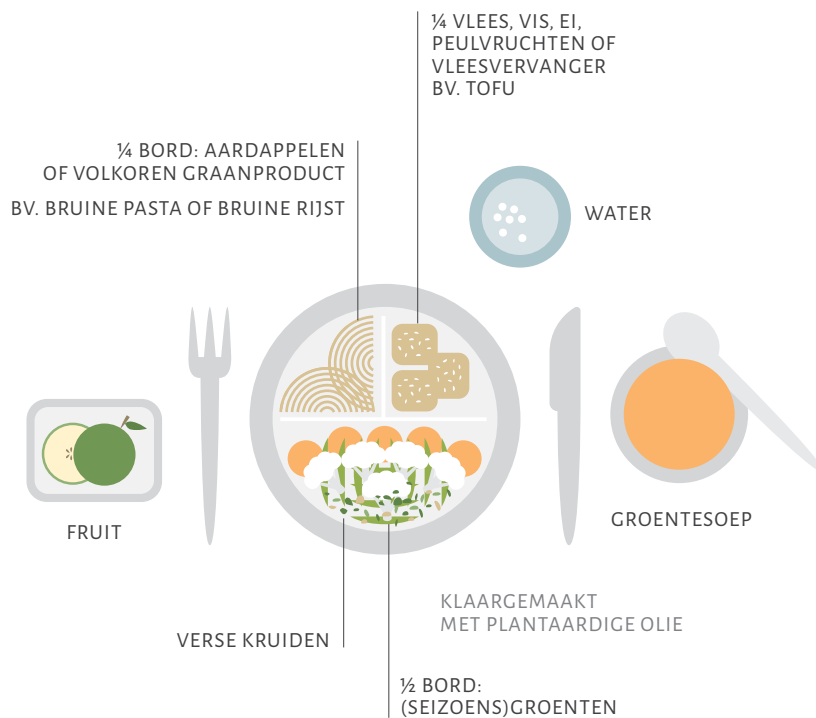 ¼ VLEES, VIS, EI,
PEULVRUCHTEN OF
VLEESVERVANGER
BV. TOFU
¼ BORD: AARDAPPELEN
OF VOLKOREN GRAANPRODUCT
BV. BRUINE PASTA OF BRUINE RIJST
WATER
FRUIT
GROENTESOEP
KLAARGEMAAKT
MET PLANTAARDIGE OLIE
VERSE KRUIDEN
½ BORD:
(SEIZOENS)GROENTEN